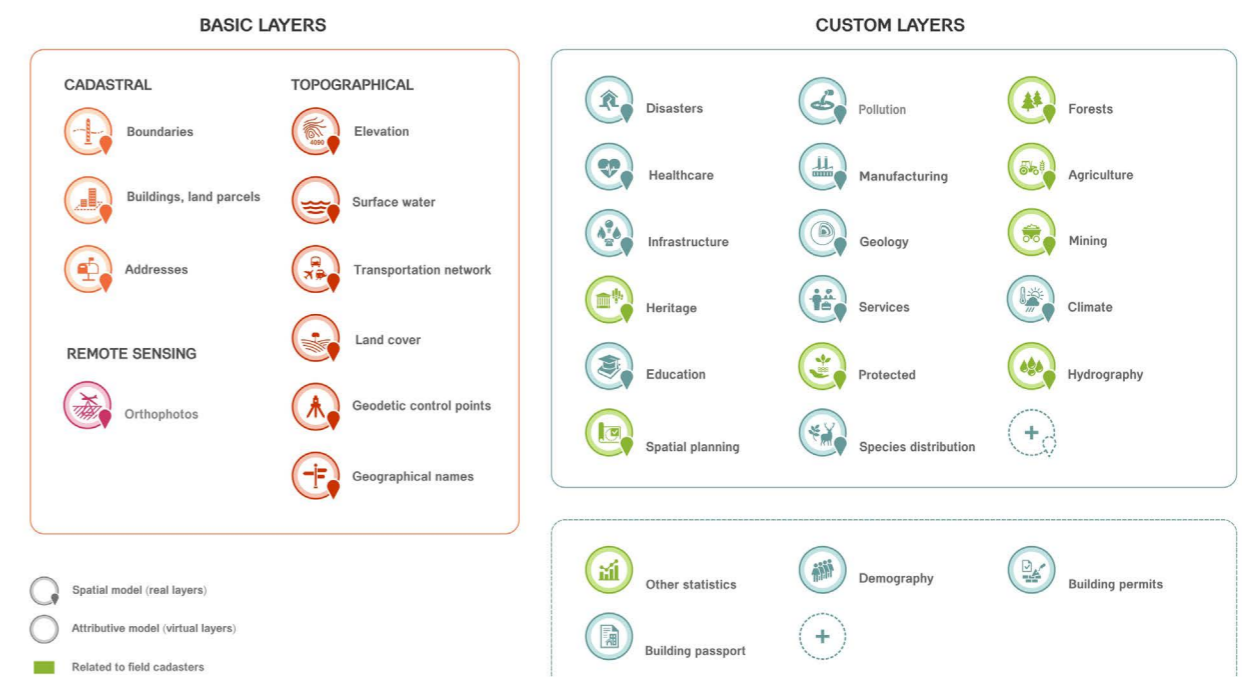 BASIC LAYERS
CADASTRAL
Boundaries
Buildings, land parcels
Addresses
REMOTE SENSING
Orthophotos
TOPOGRAPHICAL
4090
Elevation
Surface water
Transportation network
Land cover
Geodetic control points
Geographical names
Spatial model (real layers)
Attributive model (virtual layers)
Related to field cadasters
CUSTOM LAYERS
Disasters
Pollution
Forests
Healthcare
Manufacturing
Agriculture
Infrastructure
Geology
Mining
Heritage
Services
Climate
Education
Protected
Hydrography
Spatial planning
Species distribution
+
Other statistics
Demography
Building permits
Building passport
+